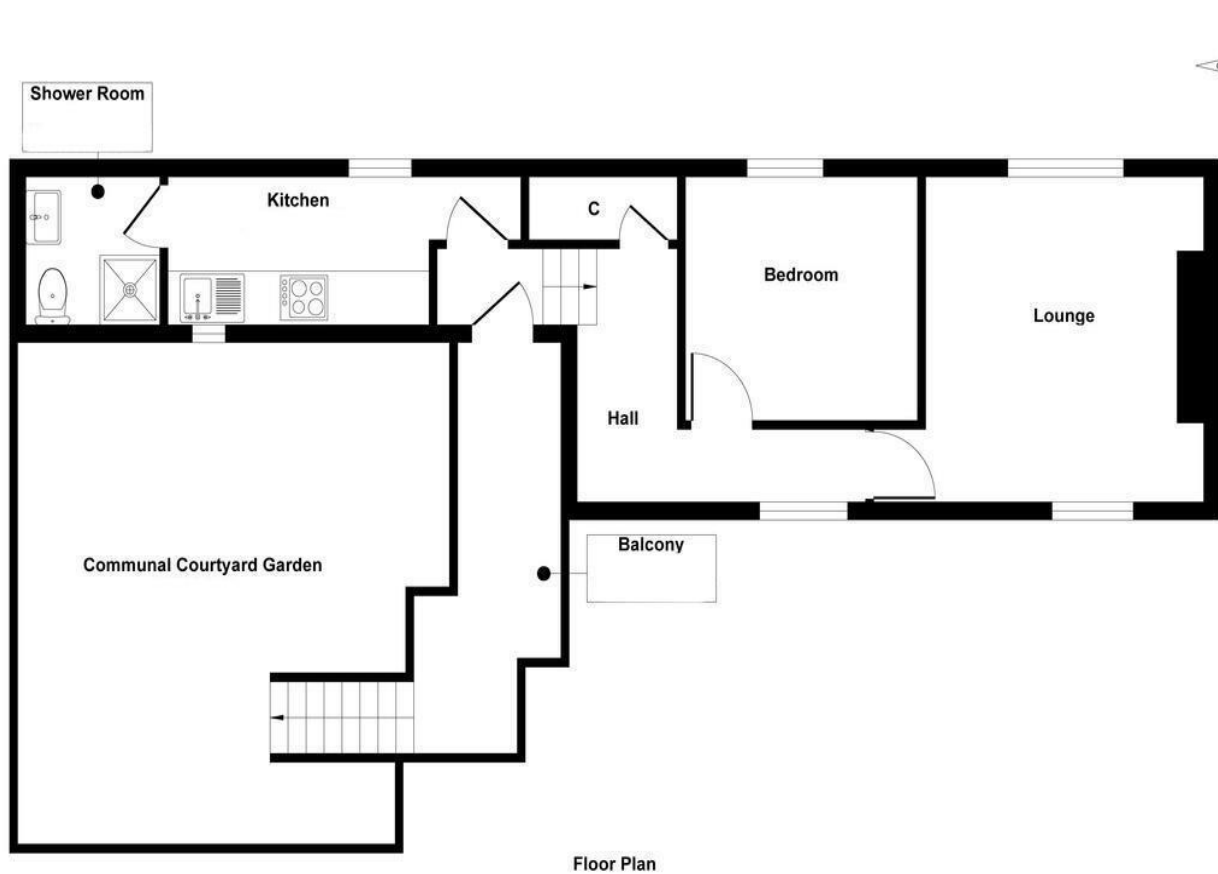 Shower Room
Kitchen
C
Bedroom
Lounge
Hall
Balcony
Communal Courtyard Garden
Floor Plan